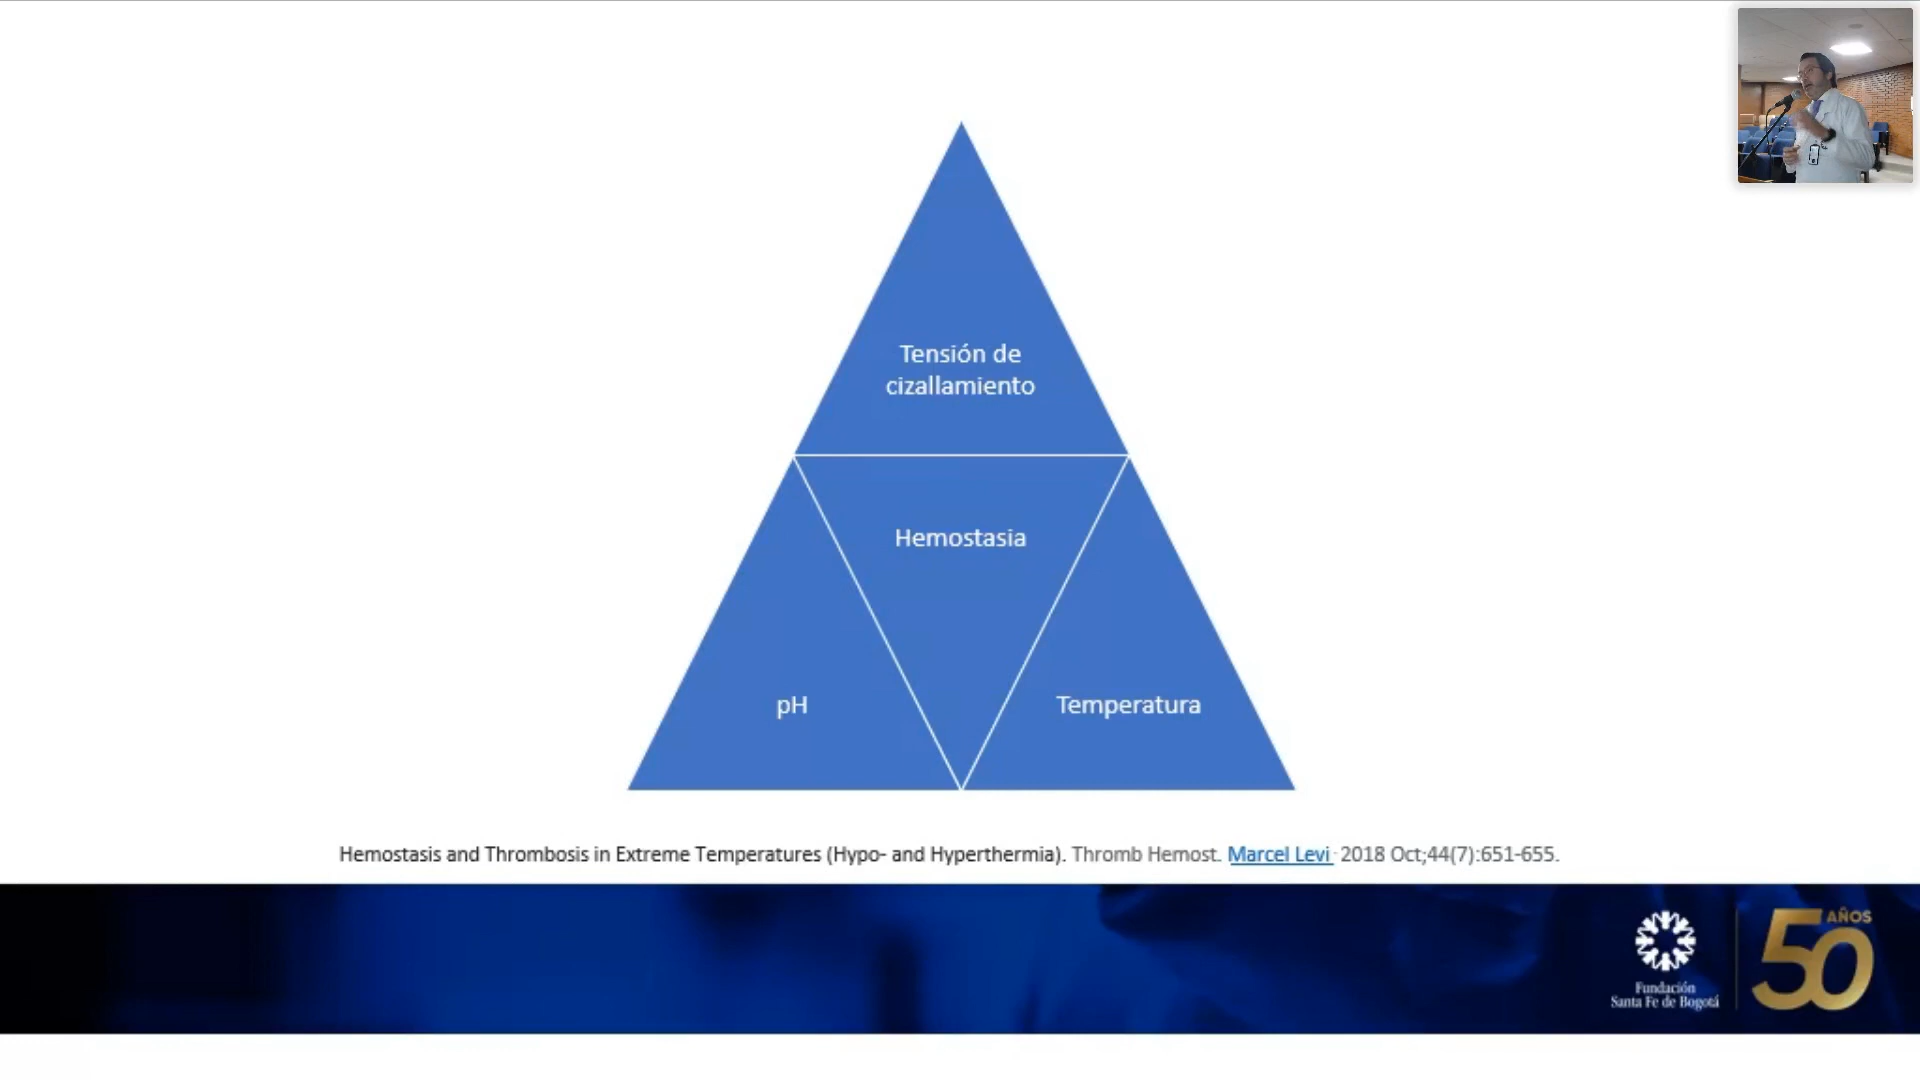 Tensión de
cizallamiento
Hemostasia
pH
Temperatura
Hemostasis and Thrombosis in Extreme Temperatures (Hypo- and Hyperthermia). Thromb Hemost. Marcel Levi 2018 Oct;44(7):651-655.
50 AÑOS
Fundación
Santa Fe de Bogotá